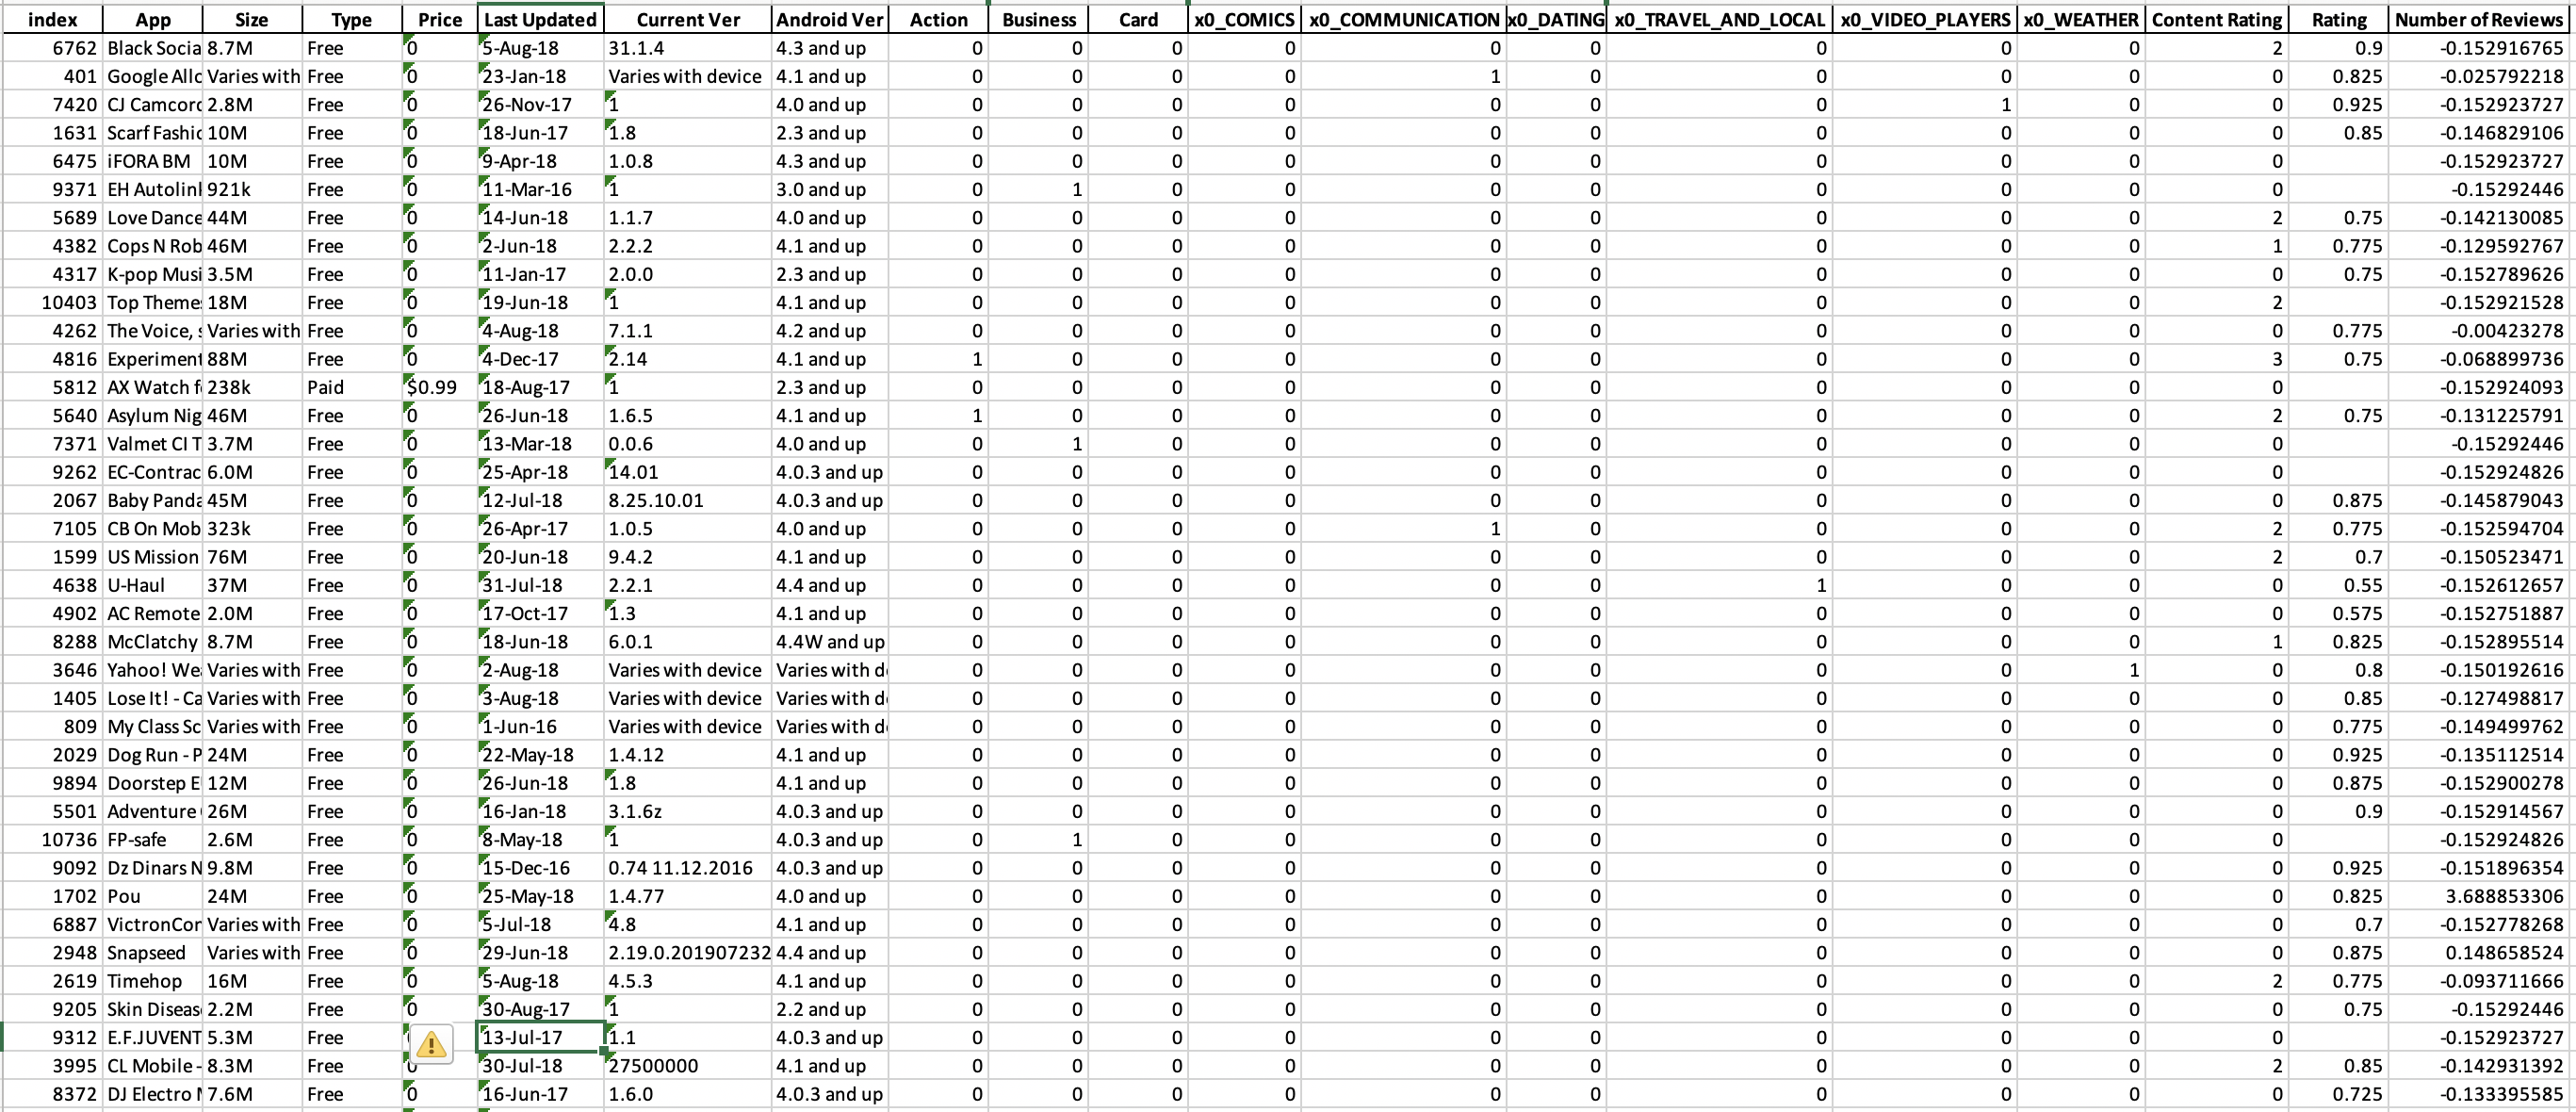 index App Size Type Price Last Updated Current Ver Android Ver Action Business Card x0_COMICS x0_COMMUNICATION x0_DATING x0_TRAVEL_AND_LOCAL x0_VIDEO_PLAYERS x0_WEATHER Content Rating Rating Number of Reviews
6762 Black Socia 8.7M Free 0 5-Aug-18 31.1.4 4.3 and up 0 0 0 0 0 0 0 0 0 2 0.9 -0.152916765
401 Google Allo Varies with Free 0 23-Jan-18 Varies with device 4.1 and up 0 0 0 0 1 0 0 0 0 0 0.825 -0.025792218
7420 CJ Camcord 2.8M Free 0 26-Nov-17 1 4.0 and up 0 0 0 0 0 0 0 1 0 0 0.925 -0.152923727
1631 Scarf Fashio 10M Free 0 18-Jun-17 1.8 2.3 and up 0 0 0 0 0 0 0 0 0 0 0.85 -0.146829106
6475 iFORA BM 10M Free 0 9-Apr-18 1.0.8 4.3 and up 0 0 0 0 0 0 0 0 0 0 -0.152923727
9371 EH Autolinl 921k Free 0 11-Mar-16 1 3.0 and up 0 1 0 0 0 0 0 0 0 0 -0.15292446
5689 Love Dance 44M Free 0 14-Jun-18 1.1.7 4.0 and up 0 0 0 0 0 0 0 0 0 2 0.75 -0.142130085
4382 Cops N Rob 46M Free 0 2-Jun-18 2.2.2 4.1 and up 0 0 0 0 0 0 0 0 0 1 0.775 -0.129592767
4317 K-pop Musi 3.5M Free 0 11-Jan-17 2.0.0 2.3 and up 0 0 0 0 0 0 0 0 0 0 0.75 -0.152789626
10403 Top Theme 18M Free 0 19-Jun-18 1 4.1 and up 0 0 0 0 0 0 0 0 0 2 -0.152921528
4262 The Voice, s Varies with Free 0 4-Aug-18 7.1.1 4.2 and up 0 0 0 0 0 0 0 0 0 0 0.775 -0.00423278
4816 Experiment 88M Free 0 4-Dec-17 2.14 4.1 and up 1 0 0 0 0 0 0 0 0 3 0.75 -0.068899736
5812 AX Watch f 238k Paid $0.99 18-Aug-17 1 2.3 and up 0 0 0 0 0 0 0 0 0 0 -0.152924093
5640 Asylum Nig 46M Free 0 26-Jun-18 1.6.5 4.1 and up 1 0 0 0 0 0 0 0 0 2 0.75 -0.131225791
7371 Valmet CI T 3.7M Free 0 13-Mar-18 0.0.6 4.0 and up 0 1 0 0 0 0 0 0 0 0 -0.15292446
9262 EC-Contrac 6.0M Free 0 25-Apr-18 14.01 4.0.3 and up 0 0 0 0 0 0 0 0 0 0 -0.152924826
2067 Baby Panda 45M Free 0 12-Jul-18 8.25.10.01 4.0.3 and up 0 0 0 0 0 0 0 0 0 0 0.875 -0.145879043
7105 CB On Mob 323k Free 0 26-Apr-17 1.0.5 4.0 and up 0 0 0 0 1 0 0 0 0 2 0.775 -0.152594704
1599 US Mission 76M Free 0 20-Jun-18 9.4.2 4.1 and up 0 0 0 0 0 0 0 0 0 2 0.7 -0.150523471
4638 U-Haul 37M Free 0 31-Jul-18 2.2.1 4.4 and up 0 0 0 0 0 0 1 0 0 0 0.55 -0.152612657
4902 AC Remote 2.0M Free 0 17-Oct-17 1.3 4.1 and up 0 0 0 0 0 0 0 0 0 0 0.575 -0.152751887
8288 McClatchy 8.7M Free 0 18-Jun-18 6.0.1 4.4W and up 0 0 0 0 0 0 0 0 0 1 0.825 -0.152895514
3646 Yahoo! We Varies with Free 0 2-Aug-18 Varies with device Varies with d 0 0 0 0 0 0 0 0 1 0 0.8 -0.150192616
1405 Lose It! - Ca Varies with Free 0 3-Aug-18 Varies with device Varies with d 0 0 0 0 0 0 0 0 0 0 0.85 -0.127498817
809 My Class Sc Varies with Free 0 1-Jun-16 Varies with device Varies with d 0 0 0 0 0 0 0 0 0 0 0.775 -0.149499762
2029 Dog Run - P 24M Free 0 22-May-18 1.4.12 4.1 and up 0 0 0 0 0 0 0 0 0 0 0.925 -0.135112514
9894 Doorstep E 12M Free 0 26-Jun-18 1.8 4.1 and up 0 0 0 0 0 0 0 0 0 0 0.875 -0.152900278
5501 Adventure 26M Free 0 16-Jan-18 3.1.6z 4.0.3 and up 0 0 0 0 0 0 0 0 0 0 0.9 -0.152914567
10736 FP-safe 2.6M Free 0 8-May-18 1 4.0.3 and up 0 1 0 0 0 0 0 0 0 0 -0.152924826
9092 Dz Dinars N 9.8M Free 0 15-Dec-16 0.74 11.12.2016 4.0.3 and up 0 0 0 0 0 0 0 0 0 0 0.925 -0.151896354
1702 Pou 24M Free 0 25-May-18 1.4.77 4.0 and up 0 0 0 0 0 0 0 0 0 0 0.825 3.688853306
6887 VictronCor Varies with Free 0 5-Jul-18 4.8 4.1 and up 0 0 0 0 0 0 0 0 0 0 0.7 -0.152778268
2948 Snapseed Varies with Free 0 29-Jun-18 2.19.0.201907232 4.4 and up 0 0 0 0 0 0 0 0 0 0 0.875 0.148658524
2619 Timehop 16M Free 0 5-Aug-18 4.5.3 4.1 and up 0 0 0 0 0 0 0 0 0 2 0.775 -0.093711666
9205 Skin Diseas 2.2M Free 0 30-Aug-17 1 2.2 and up 0 0 0 0 0 0 0 0 0 0 0.75 -0.15292446
9312 E.F.JUVENT 5.3M Free 13-Jul-17 1.1 4.0.3 and up 0 0 0 0 0 0 0 0 0 0 -0.152923727
3995 CL Mobile - 8.3M Free 0 30-Jul-18 27500000 4.1 and up 0 0 0 0 0 0 0 0 0 2 0.85 -0.142931392
8372 DJ Electro M 7.6M Free 0 16-Jun-17 1.6.0 4.0.3 and up 0 0 0 0 0 0 0 0 0 0 0.725 -0.133395585